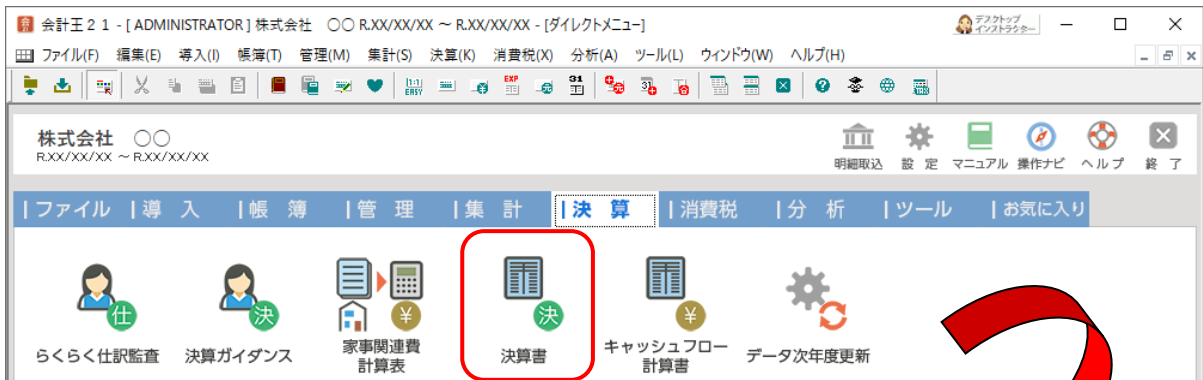 会計王21 - [ ADMINISTRATOR ] 株式会社 ○○ R.XX/XX/XX ~ R.XX/XX/XX - [ダイレクトメニュー]
デスクトップ
インストラクター
ファイル(F) 編集(E) 導入(I) 帳簿(T) 管理(M) 集計(S) 決算(K) 消費税(X) 分析(A) ツール(L) ウィンドウ(W) ヘルプ(H)
株式会社 ○○
R.XX/XX/XX ~ R.XX/XX/XX
明細取込 設 定 マニュアル 操作ナビ ヘルプ 終 了
ファイル 導 入 帳 簿 管 理 集 計 決 算 消費税 分 析 ツール お気に入り
仕 決 ¥ 決 ¥
らくらく仕訳監査 決算ガイダンス 家事関連費 決算書 キャッシュフロー データ次年度更新
計算表 計算書